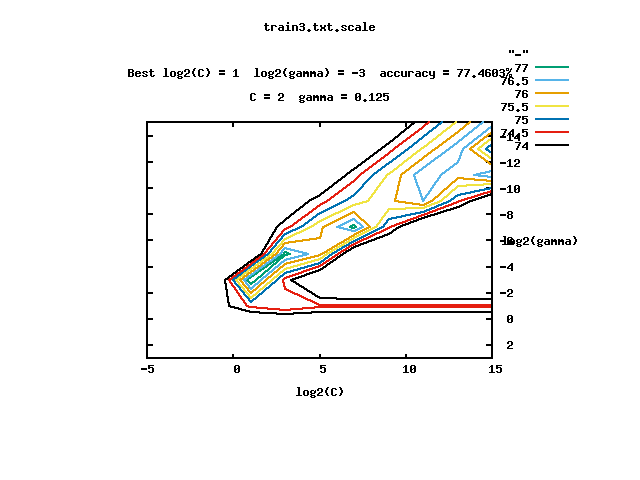 train3.txt.scale
"-"
Best log2(C) = 1  log2(gamma) = -3  accuracy = 77.4603%
77
76.5
C = 2  gamma = 0.125
76
75.5
75
74.5
74
-14
-12
-10
-8
-6
log2(gamma)
-4
-2
0
2
-5 0 5 10 15
log2(C)